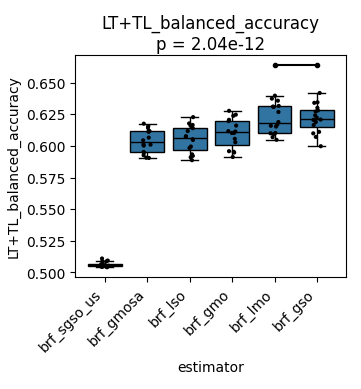 LT+TL_balanced_accuracy
p = 2.04e-12
LT+TL_balanced_accuracy
0.650
0.625
0.600
0.575
0.550
0.525
0.500
brf_sgso_us
brf_gmosa
brf_lso
brf_gmo
brf_lmo
brf_gso
estimator